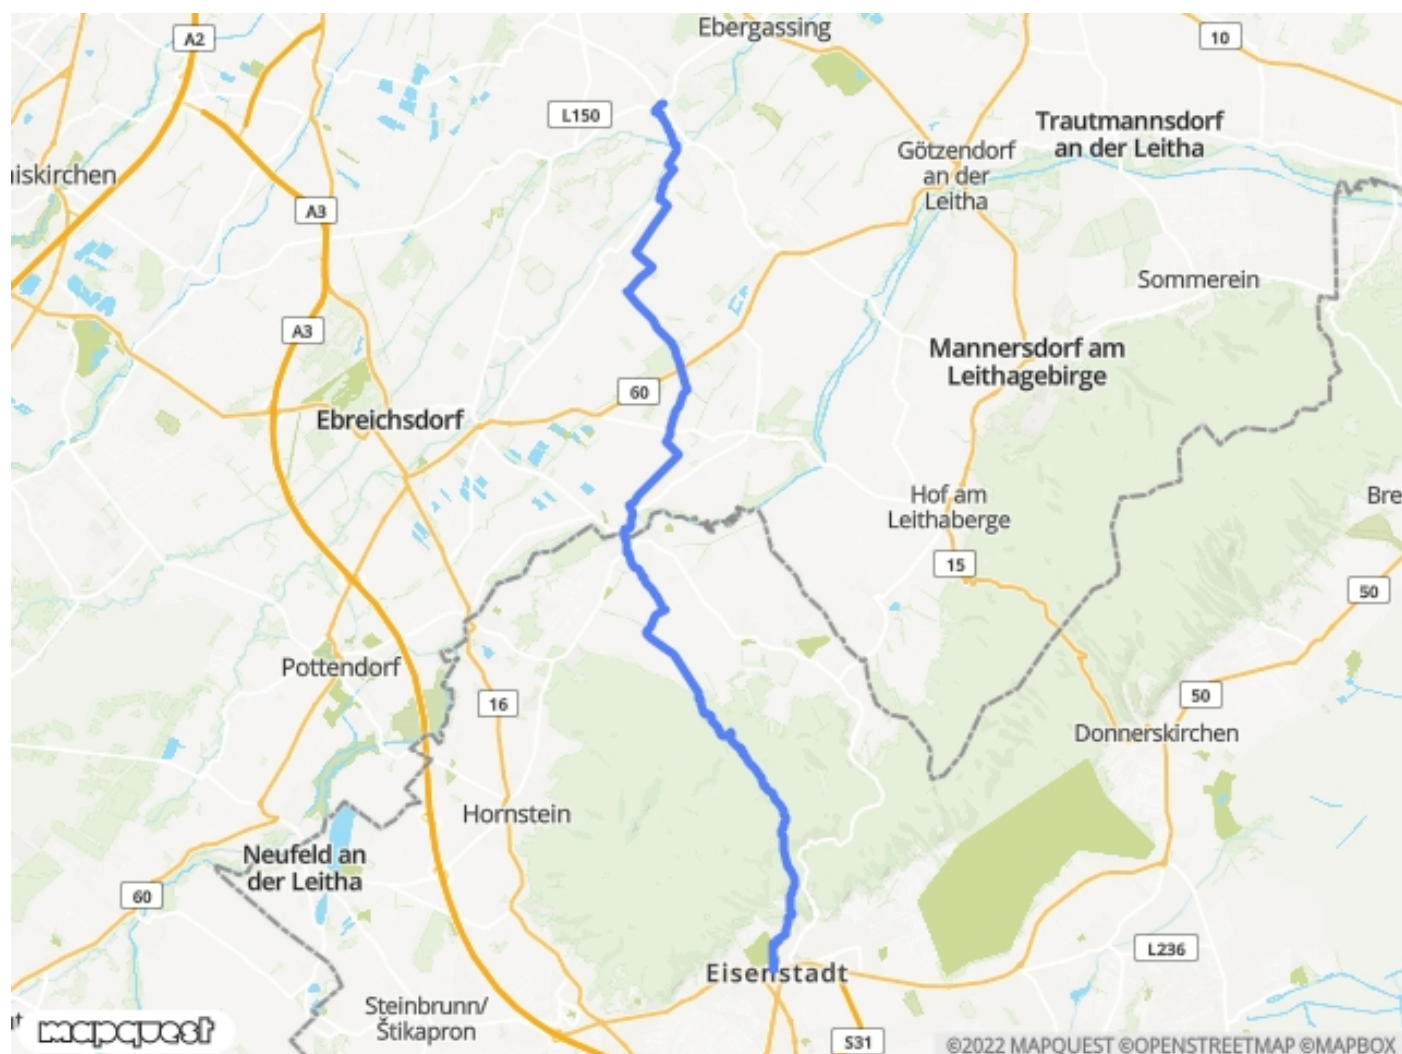 Ebergassing
A2
10
L150
Trautmannsdorf
an der Leitha
Götzendorf
an der
Leitha
iskirchen
A3
Sommerein
A3
Mannersdorf am
Leithagebirge
60
Ebreichsdorf
Hof am
Leithaberge
Bre
15
50
Pottendorf
50
16
Donnerskirchen
Hornstein
Neufeld an
der Leitha
60
L236
Eisenstadt
Steinbrunn/
Štikapron
mapquest
S31
©2022 MAPQUEST ©OPENSTREETMAP ©MAPBOX